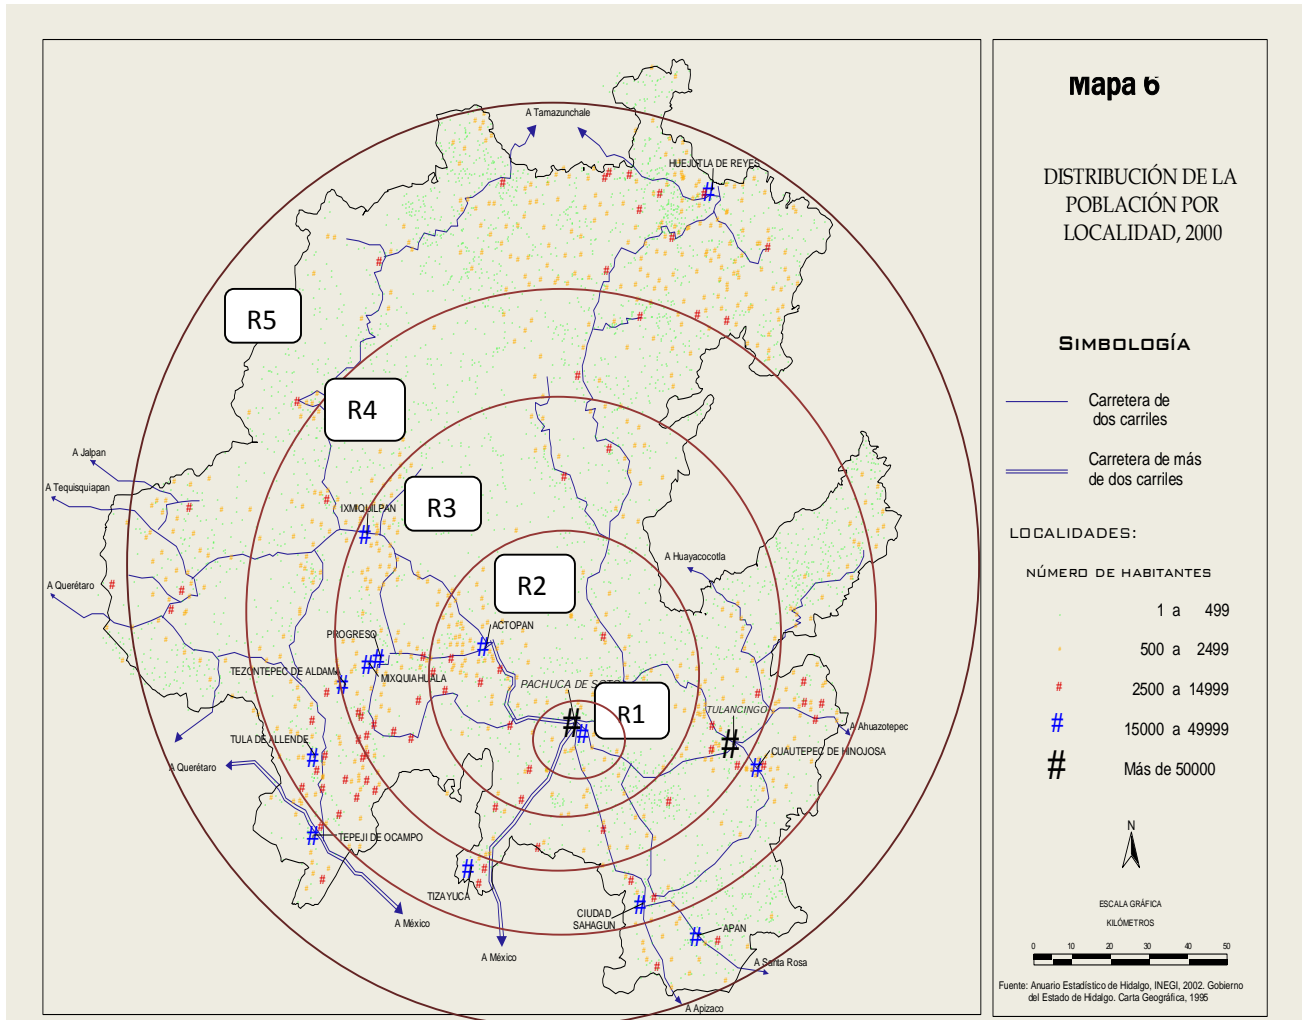 Mapa 6
DISTRIBUCIÓN DE LA
POBLACIÓN POR
LOCALIDAD, 2000
SIMBOLOGÍA
Carretera de
dos carriles
Carretera de más
de dos carriles
LOCALIDADES:
NÚMERO DE HABITANTES
1 a 499
500 a 2499
# 2500 a 14999
# 15000 a 49999
# Más de 50000
N
ESCALA GRÁFICA
KILÓMETROS
0 10 20 30 40 50
Fuente: Anuario Estadístico de Hidalgo, INEGI, 2002. Gobierno
del Estado de Hidalgo. Carta Geográfica, 1995
A Tamazunchale
HUEJUTLA DE REYES
R5
R4
A Jalpan
A Tequisquiapan
R3
IXMIQUILPAN
A Huayacocotla
R2
A Querétaro
ACTOPAN
PROGRESO
TEZONTEPEC DE ALDAMA
MIXQUIAHUALA
PACHUCA DE SOTO
R1
TULANCINGO
A Ahuazotepec
TULA DE ALLENDE
CUAUTEPEC DE HINOJOSA
A Querétaro
TEPEJI DE OCAMPO
TIZAYUCA
CIUDAD
SAHAGUN
APAN
A México
A México
A Santa Rosa
A Apizaco